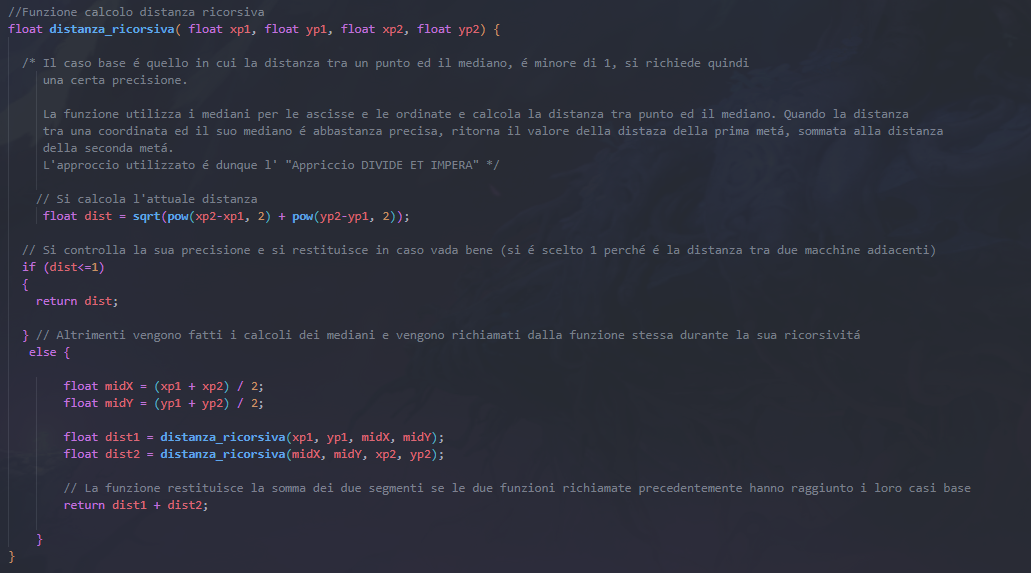 //Funzione calcolo distanza ricorsiva
float distanza_ricorsiva( float xp1, float yp1, float xp2, float yp2) {
/* Il caso base é quello in cui la distanza tra un punto ed il mediano, é minore di 1, si richiede quindi
una certa precisione.
La funzione utilizza i mediani per le ascisse e le ordinate e calcola la distanza tra punto ed il mediano. Quando la distanza
tra una coordinata ed il suo mediano é abbastanza precisa, ritorna il valore della distaza della prima metá, sommata alla distanza
della seconda metá.
L'approccio utilizzato é dunque l' "Appriccio DIVIDE ET IMPERA" */
// Si calcola l'attuale distanza
float dist = sqrt(pow(xp2-xp1, 2) + pow(yp2-yp1, 2));
// Si controlla la sua precisione e si restituisce in caso vada bene (si é scelto 1 perché é la distanza tra due macchine adiacenti)
if (dist<=1)
{
return dist;
} // Altrimenti vengono fatti i calcoli dei mediani e vengono richiamati dalla funzione stessa durante la sua ricorsivitá
else {
float midX = (xp1 + xp2) / 2;
float midY = (yp1 + yp2) / 2;
float dist1 = distanza_ricorsiva(xp1, yp1, midX, midY);
float dist2 = distanza_ricorsiva(midX, midY, xp2, yp2);
// La funzione restituisce la somma dei due segmenti se le due funzioni richiamate precedentemente hanno raggiunto i loro casi base
return dist1 + dist2;
}
}